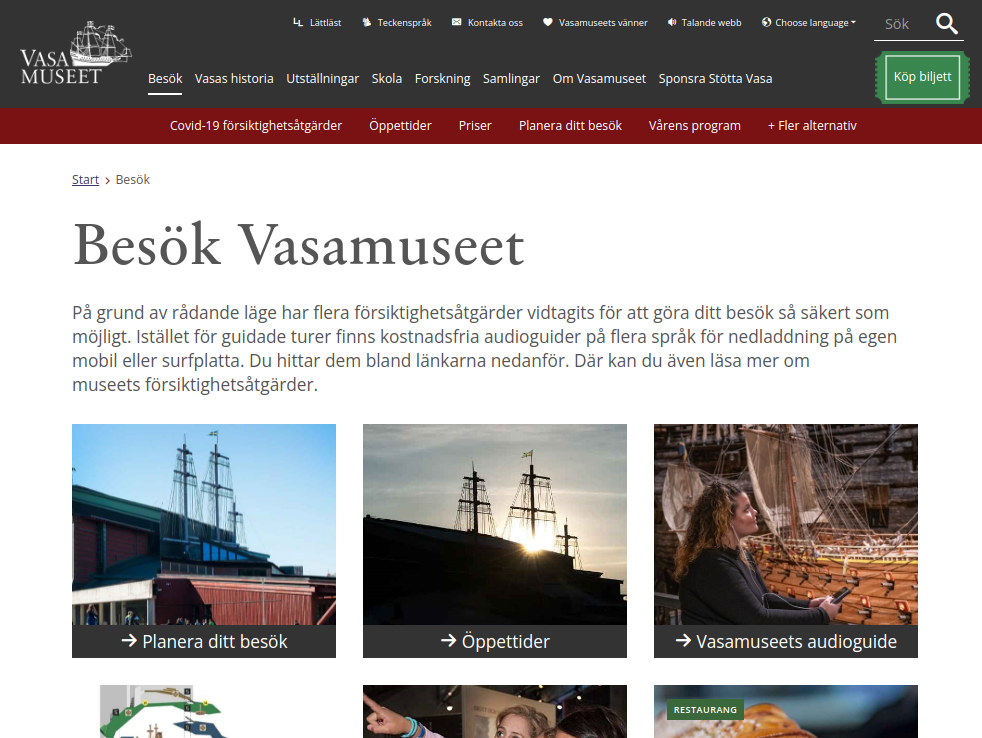 Lättläst
Teckenspråk
Kontakta oss
Vasamuseets vänner
Talande webb
Choose language
Sök
VASA
MUSEET
Besök
Vasas historia
Utställningar
Skola
Forskning
Samlingar
Om Vasamuseet
Sponsra Stötta Vasa
Köp biljett
Covid-19 försiktighetsåtgärder
Öppettider
Priser
Planera ditt besök
Vårens program
+ Fler alternativ
Start > Besök
Besök Vasamuseet
På grund av rådande läge har flera försiktighetsåtgärder vidtagits för att göra ditt besök så säkert som
möjligt. Istället för guidade turer finns kostnadsfria audioguider på flera språk för nedladdning på egen
mobil eller surfplatta. Du hittar dem bland länkarna nedanför. Där kan du även läsa mer om
museets försiktighetsåtgärder.
→ Planera ditt besök
→ Öppettider
→ Vasamuseets audioguide
RESTAURANG